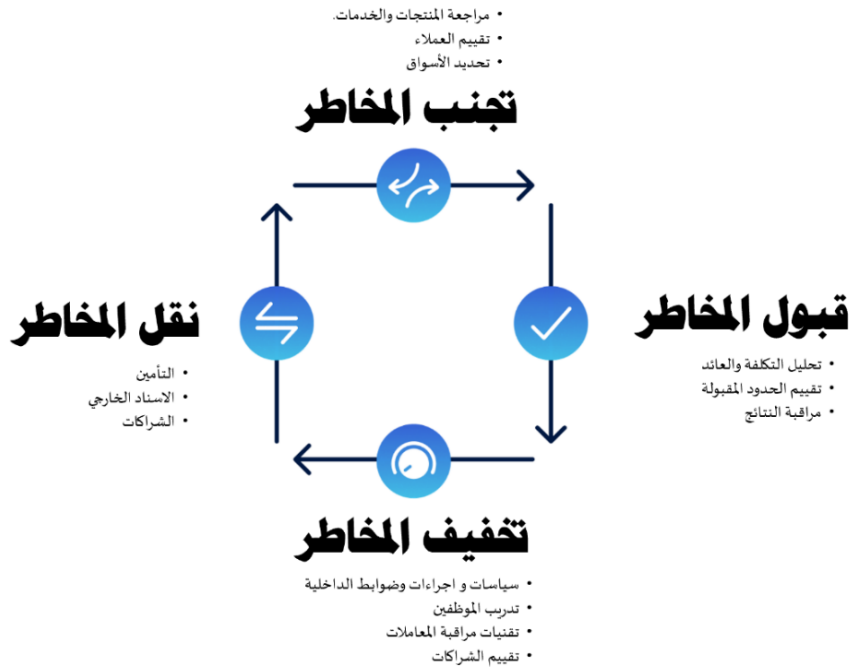 • مراجعة المنتجات والخدمات.
• تقييم العملاء
• تحديد الأسواق
تجنب المخاطر
قبول المخاطر
• تحليل التكلفة والعائد
• تقييم الحدود المقبولة
• مراقبة النتائج
تخفيف المخاطر
• سياسات و اجراءات وضوابط الداخلية
• تدريب الموظفين
• تقنيات مراقبة المعاملات
• تقييم الشراكات
نقل المخاطر
• التأمين
• الاسناد الخارجي
• الشراكات